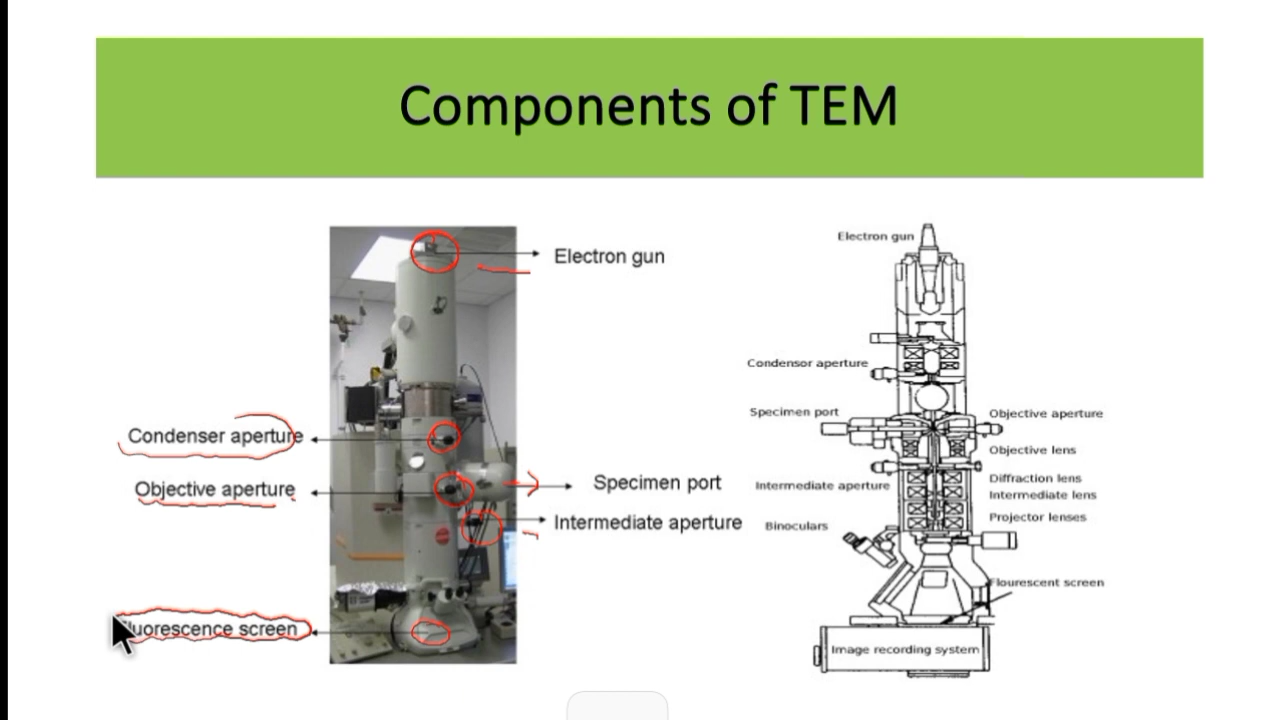 Components of TEM
Electron gun
Condenser aperture
Objective aperture
Specimen port
Intermediate aperture
Fluorescence screen
Electron gun
Condensor aperture
Specimen port
Objective aperture
Objective lens
Intermediate aperture
Diffraction lens
Intermediate lens
Projector lenses
Binoculars
Flourescent screen
Image recording system